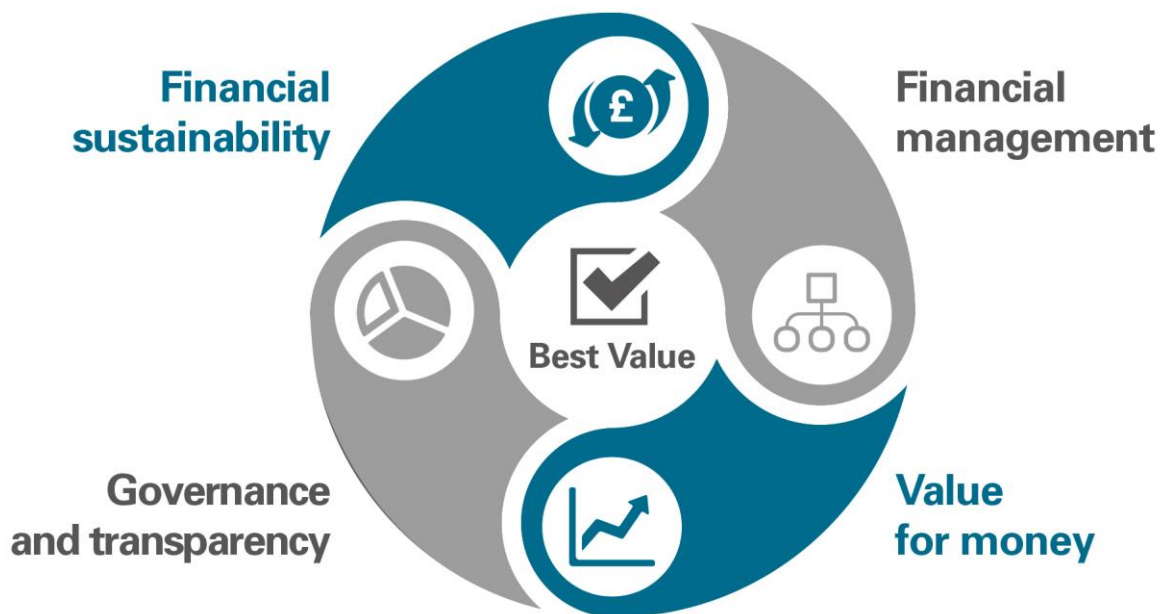 Financial
sustainability
£
Financial
management
Best Value
Governance
and transparency
Value
for money